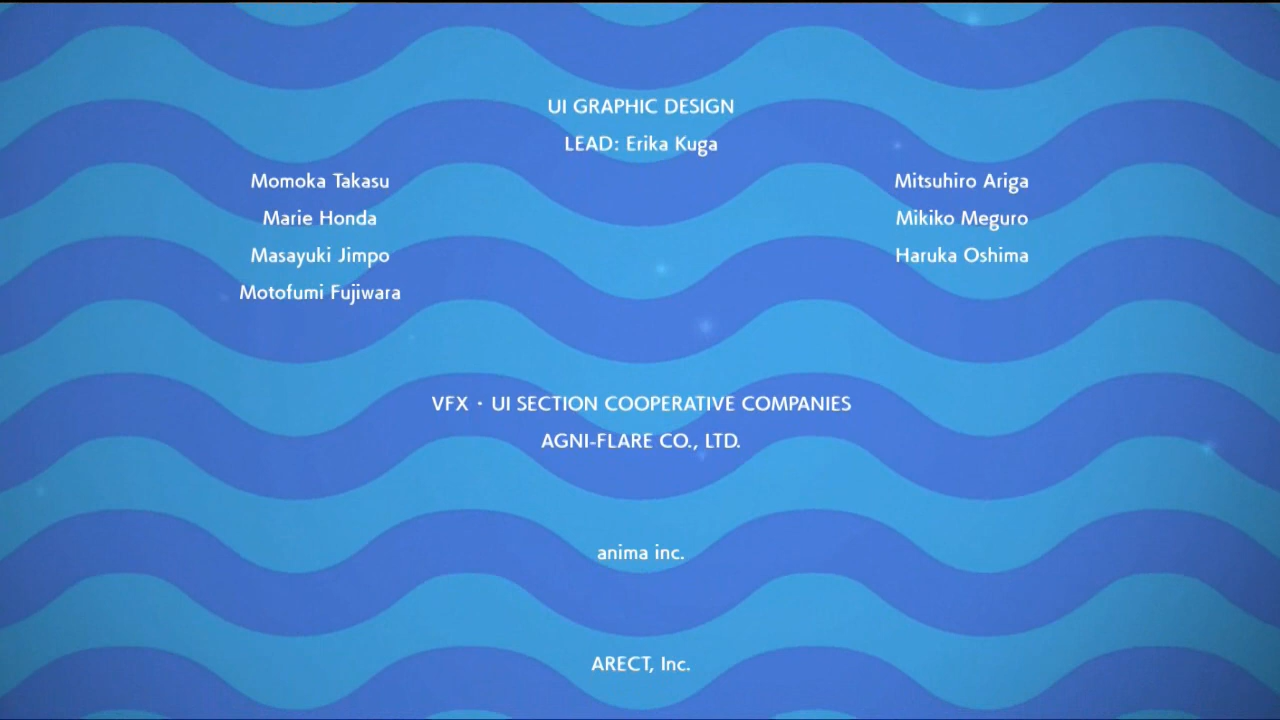 UI GRAPHIC DESIGN
LEAD: Erika Kuga
Momoka Takasu Mitsuhiro Ariga
Marie Honda Mikiko Meguro
Masayuki Jimpo Haruka Oshima
Motofumi Fujiwara
VFX・UI SECTION COOPERATIVE COMPANIES
AGNI-FLARE CO., LTD.
anima inc.
ARECT, Inc.